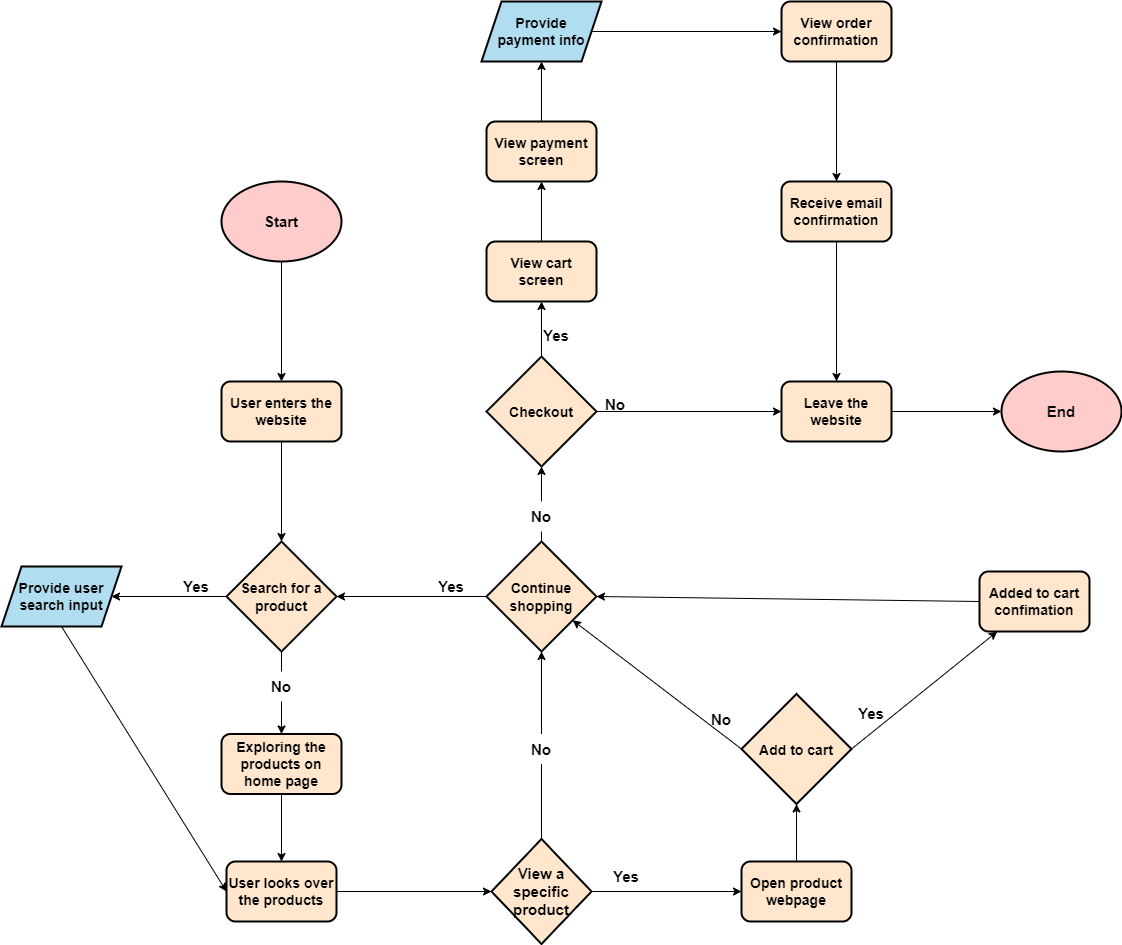 Provide
payment info
View order
confirmation
View payment
screen
Start
Receive email
confirmation
View cart
screen
Yes
User enters the
website
Checkout
No
Leave the
website
End
No
Provide user
search input
Yes
Search for a
product
Yes
Continue
shopping
Added to cart
confimation
No
No
Yes
Exploring the
products on
home page
No
Add to cart
User looks over
the products
View a
specific
product
Yes
Open product
webpage